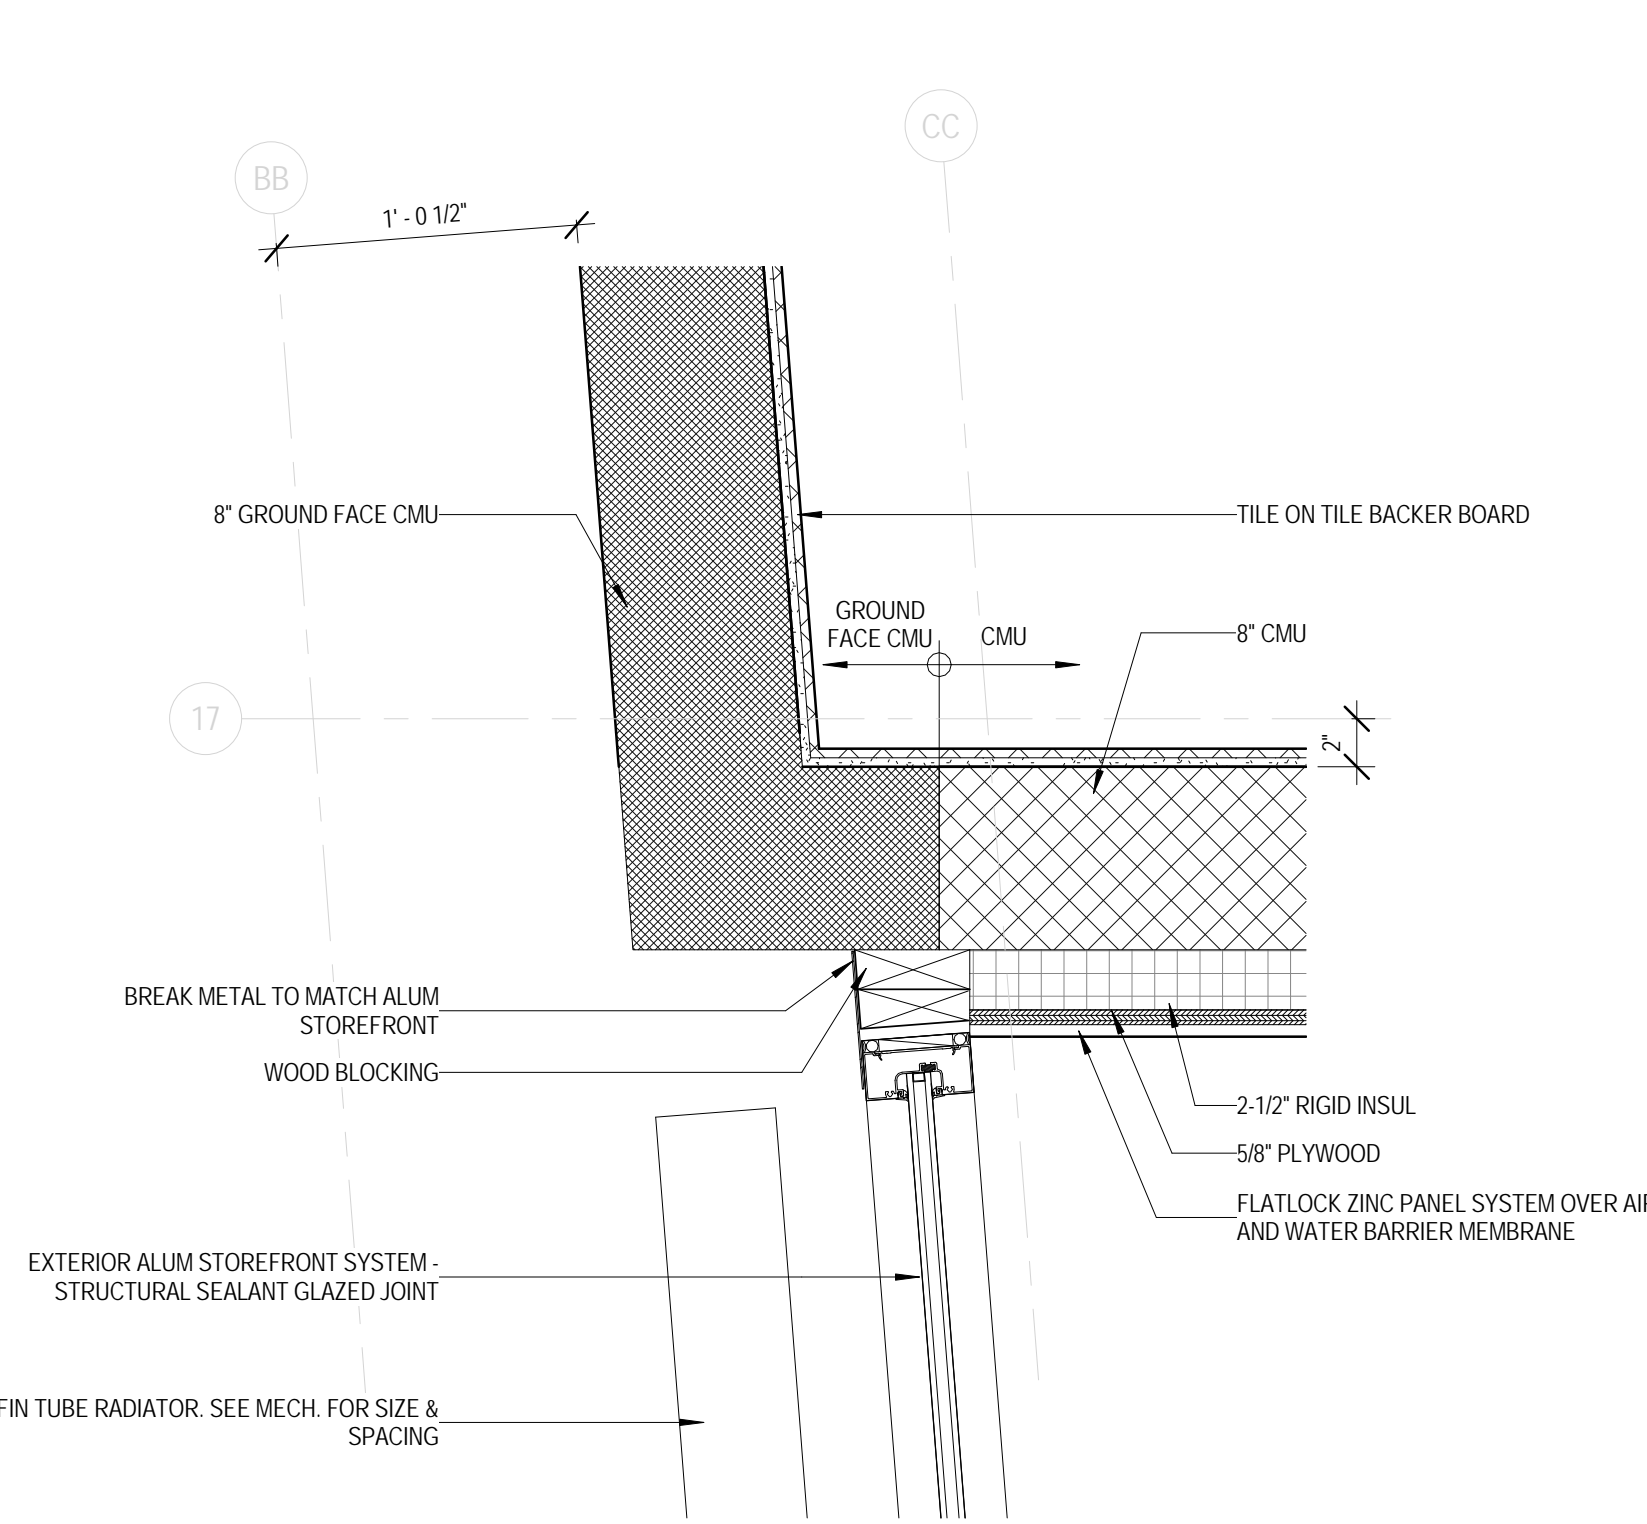 CC
BB
1' - 0 1/2"
8" GROUND FACE CMU
TILE ON TILE BACKER BOARD
GROUND
FACE CMU
CMU
8" CMU
17
2"
BREAK METAL TO MATCH ALUM
STOREFRONT
WOOD BLOCKING
2-1/2" RIGID INSUL
5/8" PLYWOOD
FLATLOCK ZINC PANEL SYSTEM OVER AIR
AND WATER BARRIER MEMBRANE
EXTERIOR ALUM STOREFRONT SYSTEM -
STRUCTURAL SEALANT GLAZED JOINT
FIN TUBE RADIATOR. SEE MECH. FOR SIZE &
SPACING